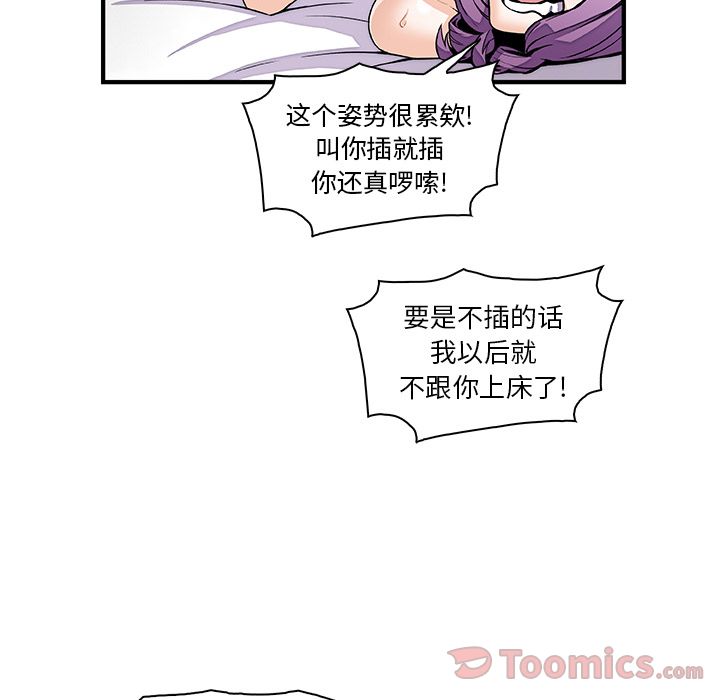 这个姿势很累欸!
叫你插就插
你还真啰嗦!
要是不插的话
我以后就
不跟你上床了!
Toomics.com